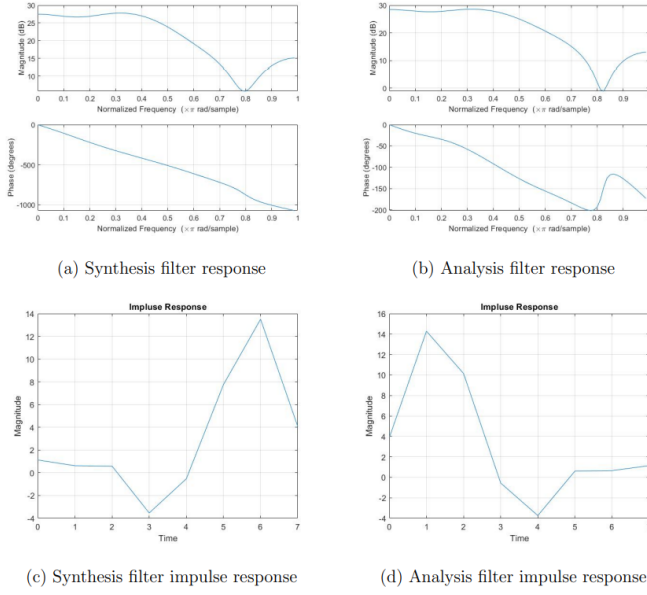 30
25
20
15
10
Magnitude (dB)
0 0.1 0.2 0.3 0.4 0.5 0.6 0.7 0.8 0.9 1
Normalized Frequency (×π rad/sample)
0
-500
-1000
Phase (degrees)
0 0.1 0.2 0.3 0.4 0.5 0.6 0.7 0.8 0.9 1
Normalized Frequency (×π rad/sample)
(a) Synthesis filter response
30
20
10
0
Magnitude (dB)
0 0.1 0.2 0.3 0.4 0.5 0.6 0.7 0.8 0.9
Normalized Frequency (×π rad/sample)
0
-50
-100
-150
-200
Phase (degrees)
0 0.1 0.2 0.3 0.4 0.5 0.6 0.7 0.8 0.9
Normalized Frequency (×π rad/sample)
(b) Analysis filter response
Impluse Response
14
12
10
8
6
4
2
0
-2
-4
Magnitude
0 1 2 3 4 5 6 7
Time
(c) Synthesis filter impulse response
Impluse Response
16
14
12
10
8
6
4
2
0
-2
-4
Magnitude
0 1 2 3 4 5 6
Time
(d) Analysis filter impulse response